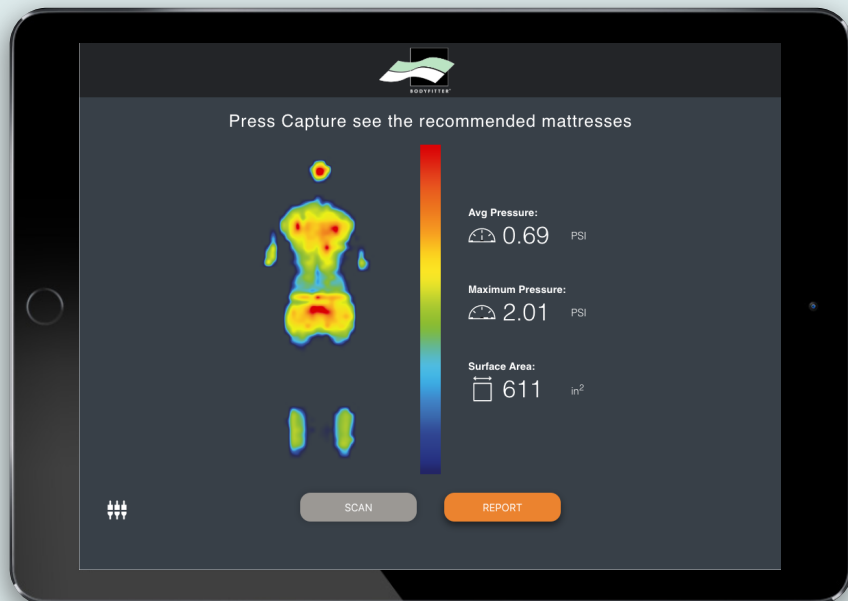 BODYFITTER
Press Capture see the recommended mattresses
Avg Pressure:
0.69 PSI
Maximum Pressure:
2.01 PSI
Surface Area:
611 in²
SCAN
REPORT